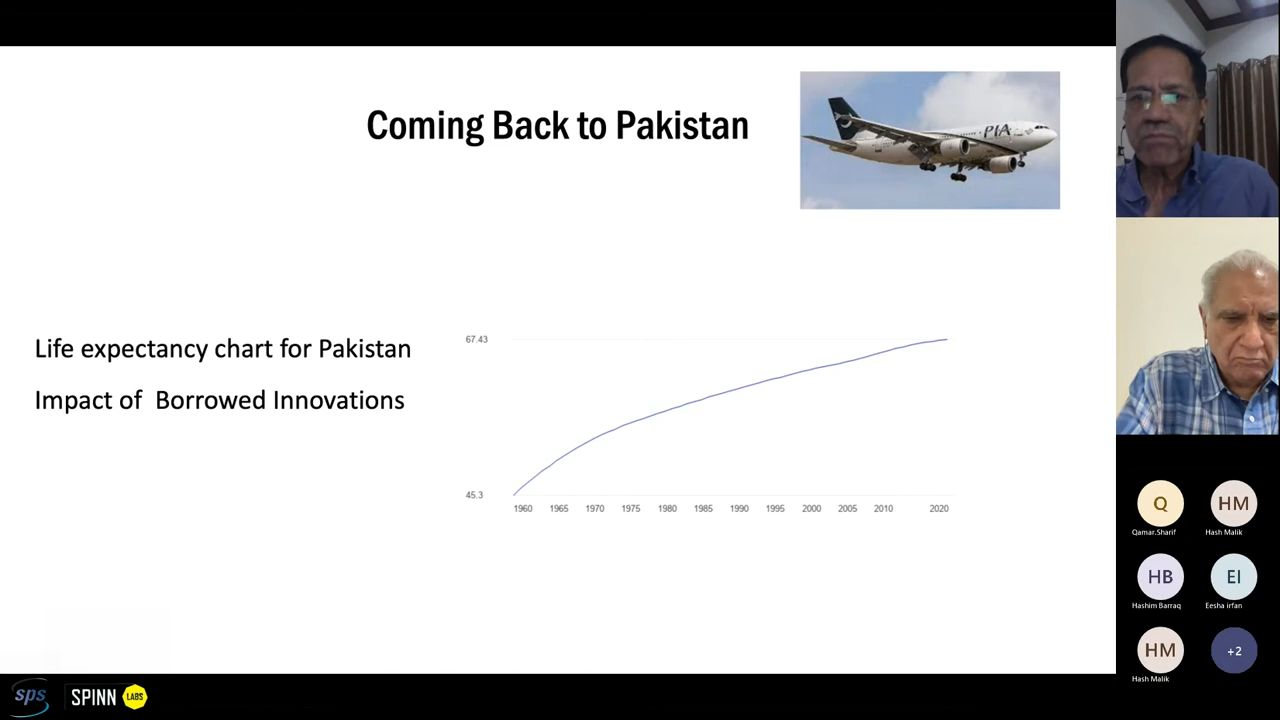 Coming Back to Pakistan
PIA
Life expectancy chart for Pakistan
Impact of Borrowed Innovations
67.43
45.3
1960 1965 1970 1975 1980 1985 1990 1995 2000 2005 2010 2020
Q HM
Qamar.Sharif Hash Malik
HB EI
Hashim Barraq Eesha irfan
HM +2
Hash Malik
sps SPINN LABS